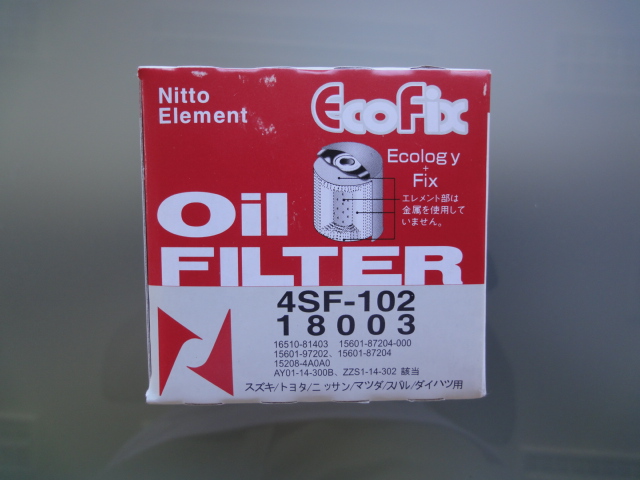 Nitto
Element
EcoFix
Ecology
+
Fix
エレメント部は
金属を使用して
いません。
Oil
FILTER
4SF-102
18003
16510-81403 15601-87204-000
15601-97202、15601-87204
15208-4A0A0
AY01-14-300B、ZZS1-14-302 該当
スズキ/トヨタ/ニッサン/マツダ/スバル/ダイハツ用